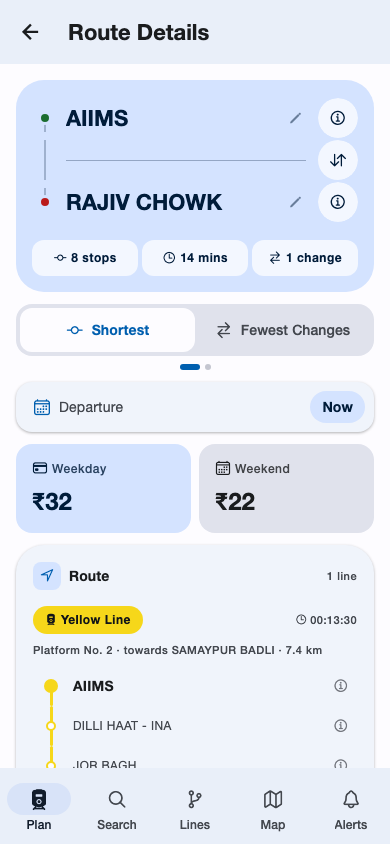 Route Details
AIIMS
RAJIV CHOWK
8 stops
14 mins
1 change
Shortest
Fewest Changes
Departure
Now
Weekday
₹32
Weekend
₹22
Route
1 line
Yellow Line
00:13:30
Platform No. 2 · towards SAMAYPUR BADLI · 7.4 km
AIIMS
DILLI HAAT - INA
JOR BAGH
Plan
Search
Lines
Map
Alerts